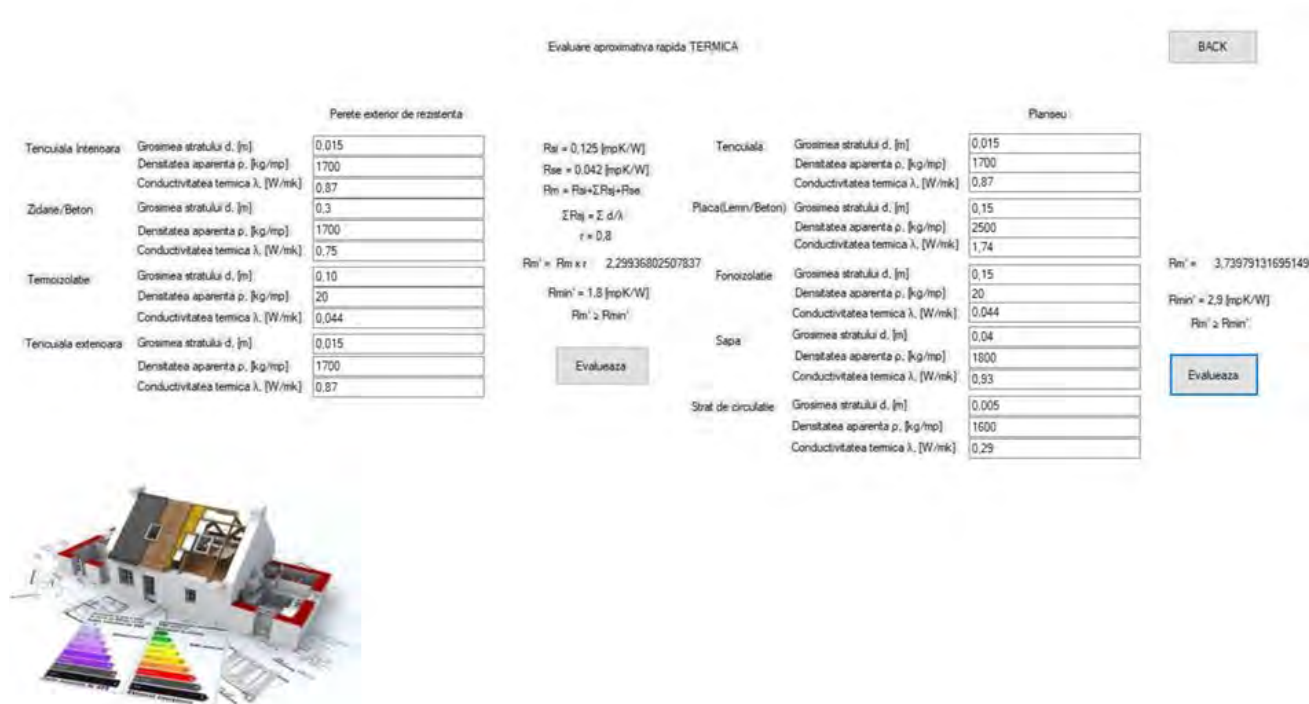 Evaluare aproximativa rapida TERMICA
BACK
Perete exterior de rezistenta
Tencuiala Interioara
Grosimea stratului d, [m]
0.015
Densitatea aparenta ρ, [kg/mp]
1700
Conductivitatea termica λ, [W/mk]
0,87
Zidarie/Beton
Grosimea stratului d, [m]
0.3
Densitatea aparenta ρ, [kg/mp]
1700
Conductivitatea termica λ, [W/mk]
0.75
Termoizolatie
Grosimea stratului d, [m]
0.10
Densitatea aparenta ρ, [kg/mp]
20
Conductivitatea termica λ, [W/mk]
0,044
Tencuiala exterioara
Grosimea stratului d, [m]
0.015
Densitatea aparenta ρ, [kg/mp]
1700
Conductivitatea termica λ, [W/mk]
0.87
Rsi = 0,125 [mpK/W]
Rse = 0.042 [mpK/W]
Rm = Rsi+ΣRsj+Rse
ΣRsj = Σ d/λ
r = 0,8
Rm' = Rm x r 2,29936802507837
Rmin' = 1.8 [mpK/W]
Rm' ≥ Rmin'
Evalueaza
Planseu
Tencuiala
Grosimea stratului d, [m]
0,015
Densitatea aparenta ρ, [kg/mp]
1700
Conductivitatea termica λ, [W/mk]
0,87
Placa(Lemn/Beton)
Grosimea stratului d, [m]
0,15
Densitatea aparenta ρ, [kg/mp]
2500
Conductivitatea termica λ, [W/mk]
1,74
Fonoizolatie
Grosimea stratului d, [m]
0,15
Densitatea aparenta ρ, [kg/mp]
20
Conductivitatea termica λ, [W/mk]
0.044
Sapa
Grosimea stratului d, [m]
0,04
Densitatea aparenta ρ, [kg/mp]
1800
Conductivitatea termica λ, [W/mk]
0,93
Strat de circulatie
Grosimea stratului d, [m]
0.005
Densitatea aparenta ρ, [kg/mp]
1600
Conductivitatea termica λ, [W/mk]
0,29
Rm' = 3,73979131695149
Rmin' = 2,9 [mpK/W]
Rm' ≥ Rmin'
Evalueaza